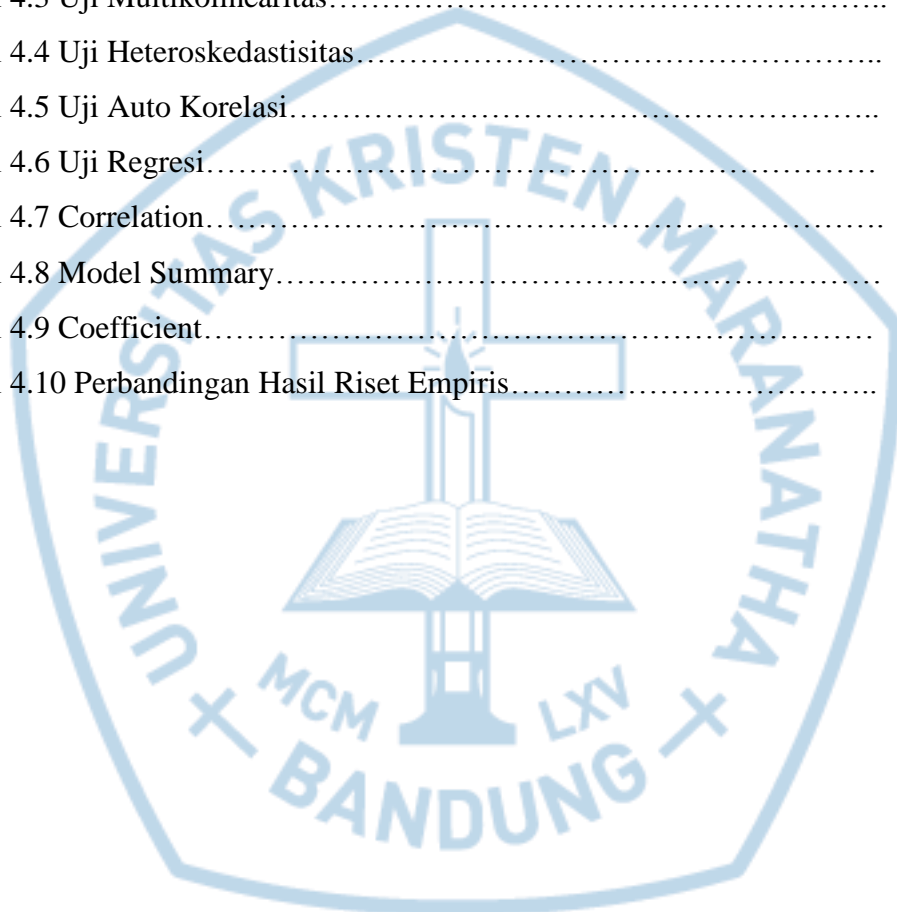 4.3 Uji Multikolinearitas…………………………………………………..
4.4 Uji Heteroskedastisitas…………………………………………..
4.5 Uji Auto Korelasi………………………………………………..
4.6 Uji Regresi………………………………………………………
4.7 Correlation……………………………………………………….
4.8 Model Summary…………………………………………………
4.9 Coefficient………………………………………………………
4.10 Perbandingan Hasil Riset Empiris……………………………..
UNIVERSITAS KRISTEN MARANATHA
MCM LXV
BANDUNG